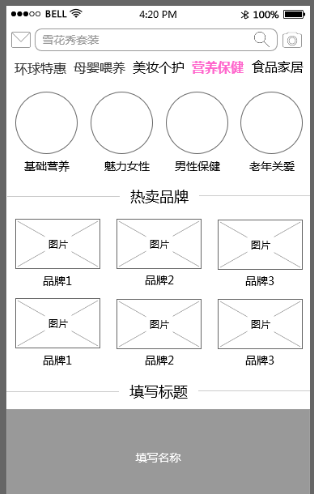 BELL 4:20 PM 100%
雪花秀套装
环球特惠 母婴喂养 美妆个护 营养保健 食品家居
基础营养 魅力女性 男性保健 老年关爱
热卖品牌
图片 图片 图片
品牌1 品牌2 品牌3
图片 图片 图片
品牌1 品牌2 品牌3
填写标题
填写名称